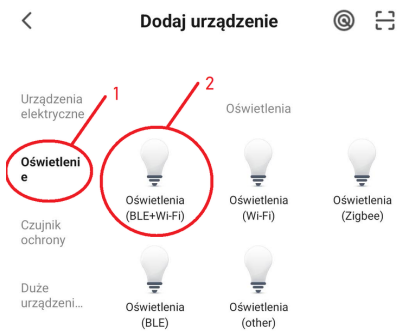 Dodaj urządzenie
1
2
Urządzenia
elektryczne
Oświetlenia
Oświetleni
e
Oświetlenia
(BLE+Wi-Fi)
Oświetlenia
(Wi-Fi)
Oświetlenia
(Zigbee)
Czujnik
ochrony
Duże
urządzeni...
Oświetlenia
(BLE)
Oświetlenia
(other)